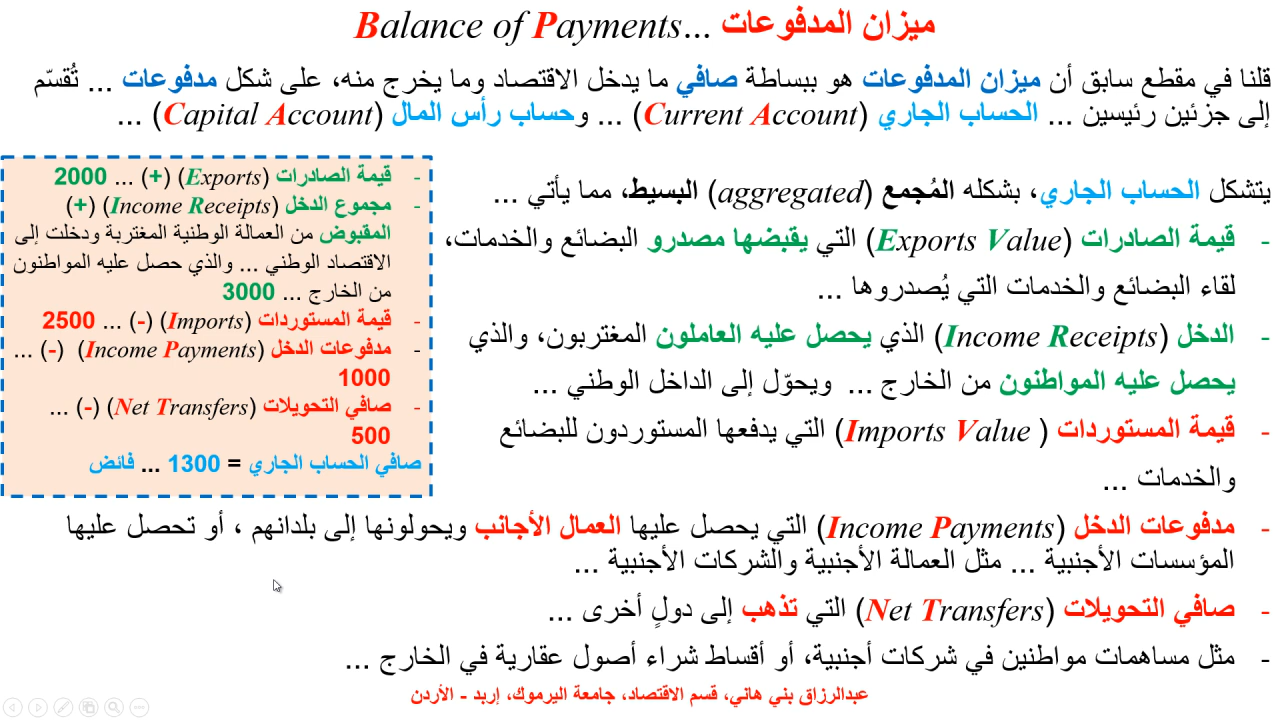 ميزان المدفوعات ...Balance of Payments
قلنا في مقطع سابق أن ميزان المدفوعات هو ببساطة صافي ما يدخل الاقتصاد وما يخرج منه، على شكل مدفوعات ... تُقسّم
إلى جزئين رئيسين ... الحساب الجاري (Current Account) ... وحساب رأس المال (Capital Account) ...
يتشكل الحساب الجاري، بشكله المُجمع (aggregated) البسيط، مما يأتي ...
- قيمة الصادرات (Exports Value) التي يقبضها مصدرو البضائع والخدمات،
لقاء البضائع والخدمات التي يُصدروها ...
- الدخل (Income Receipts) الذي يحصل عليه العاملون المغتربون، والذي
يحصل عليه المواطنون من الخارج ... ويحوّل إلى الداخل الوطني ...
- قيمة المستوردات ( Imports Value) التي يدفعها المستوردون للبضائع
والخدمات ...
- مدفوعات الدخل (Income Payments) التي يحصل عليها العمال الأجانب ويحولونها إلى بلدانهم ، أو تحصل عليها
المؤسسات الأجنبية ... مثل العمالة الأجنبية والشركات الأجنبية ...
- صافي التحويلات (Net Transfers) التي تذهب إلى دولٍ أخرى ...
- مثل مساهمات مواطنين في شركات أجنبية، أو أقساط شراء أصول عقارية في الخارج ...
- قيمة الصادرات (Exports) (+) ... 2000
- مجموع الدخل (Income Receipts) (+)
المقبوض من العمالة الوطنية المغتربة ودخلت إلى
الاقتصاد الوطني ... والذي حصل عليه المواطنون
من الخارج ... 3000
- قيمة المستوردات (Imports) (-) ... 2500
- مدفوعات الدخل (Income Payments) (-) ...
1000
- صافي التحويلات (Net Transfers) (-) ...
500
صافي الحساب الجاري = 1300 ... فائض
عبدالرزاق بني هاني، قسم الاقتصاد، جامعة اليرموك، إربد - الأردن